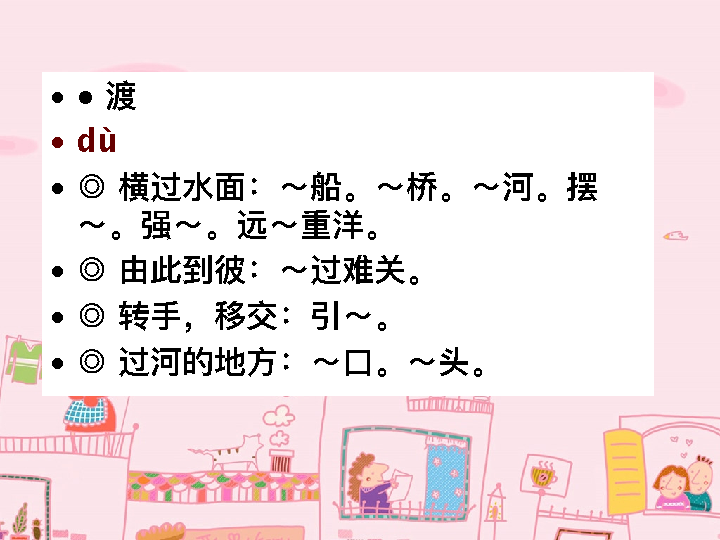 • ● 渡
• dù
• ◎ 横过水面：～船。～桥。～河。摆
～。强～。远～重洋。
• ◎ 由此到彼：～过难关。
• ◎ 转手，移交：引～。
• ◎ 过河的地方：～口。～头。